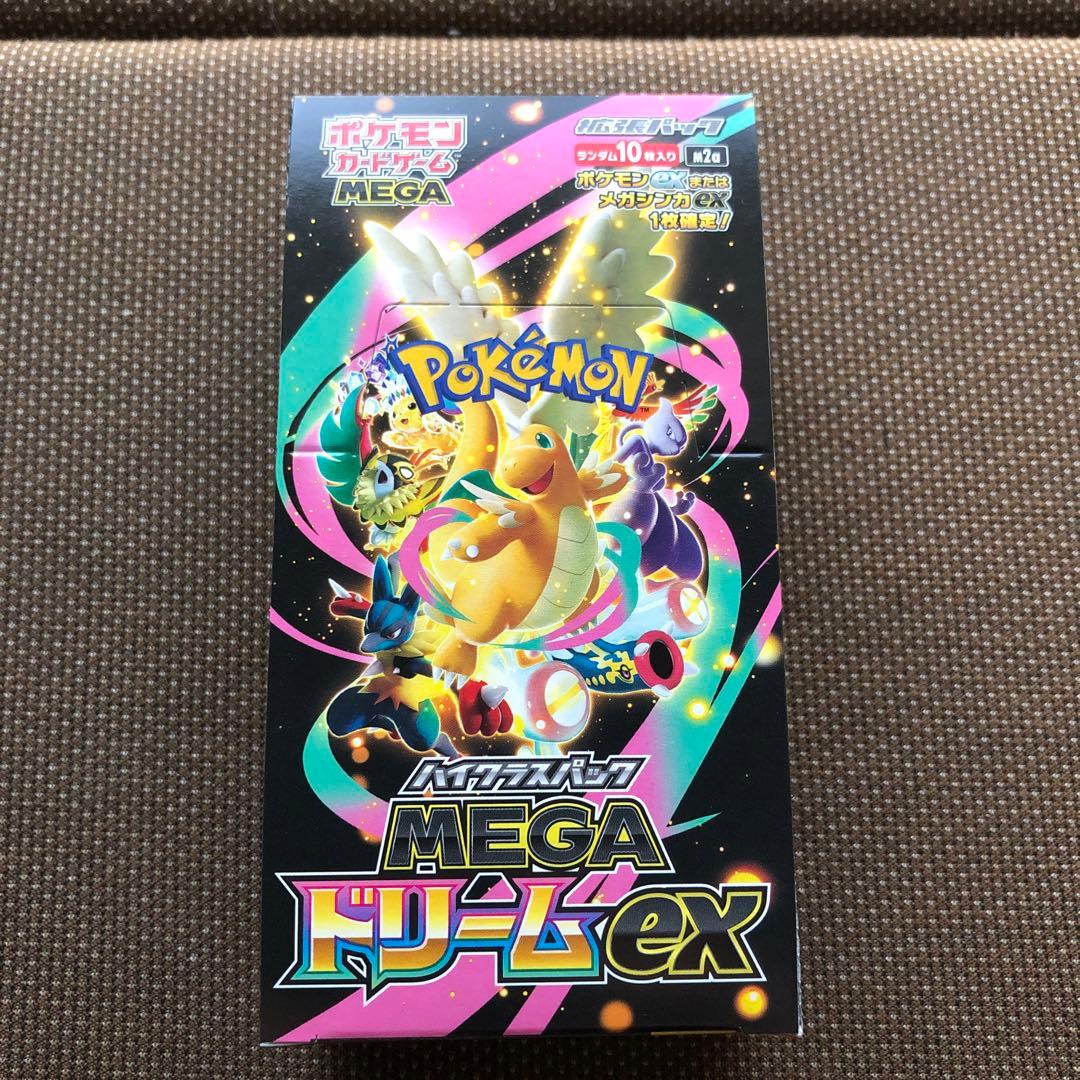 ポケモン
カードゲーム
MEGA
拡張パック
ランダム10枚入り M2a
ポケモンexまたは
メガシンカex
1枚確定!
POKéMON
TM
ハイクラスパック
MEGA
ドリームex